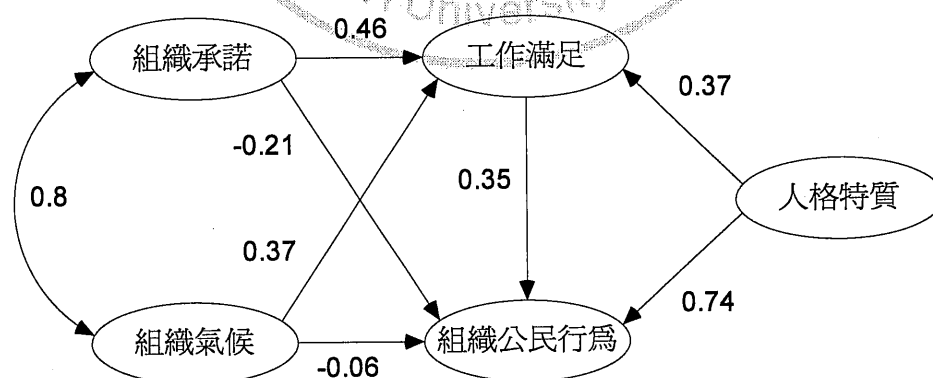 University
0.46
組織承諾
工作滿足
0.37
-0.21
0.35
0.8
人格特質
0.37
0.74
組織氣候
組織公民行爲
-0.06